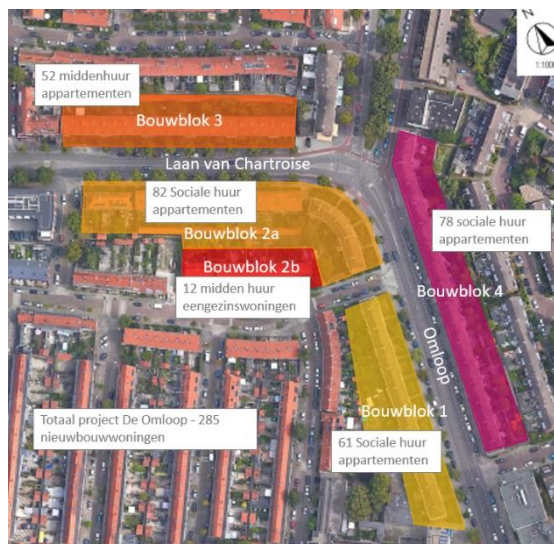 N
1:1000
52 middenhuur
appartementen
Bouwblok 3
Laan van Chartroise
82 Sociale huur
appartementen
Bouwblok 2a
Bouwblok 2b
12 midden huur
eengezinswoningen
78 sociale huur
appartementen
Bouwblok 4
Omloop
Bouwblok 1
61 Sociale huur
appartementen
Totaal project De Omloop - 285
nieuwbouwwoningen